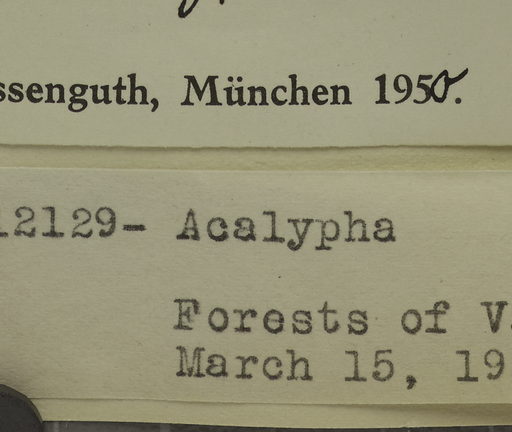 ssenguth, München 1950.
12129- Acalypha
Forests of V
March 15, 19